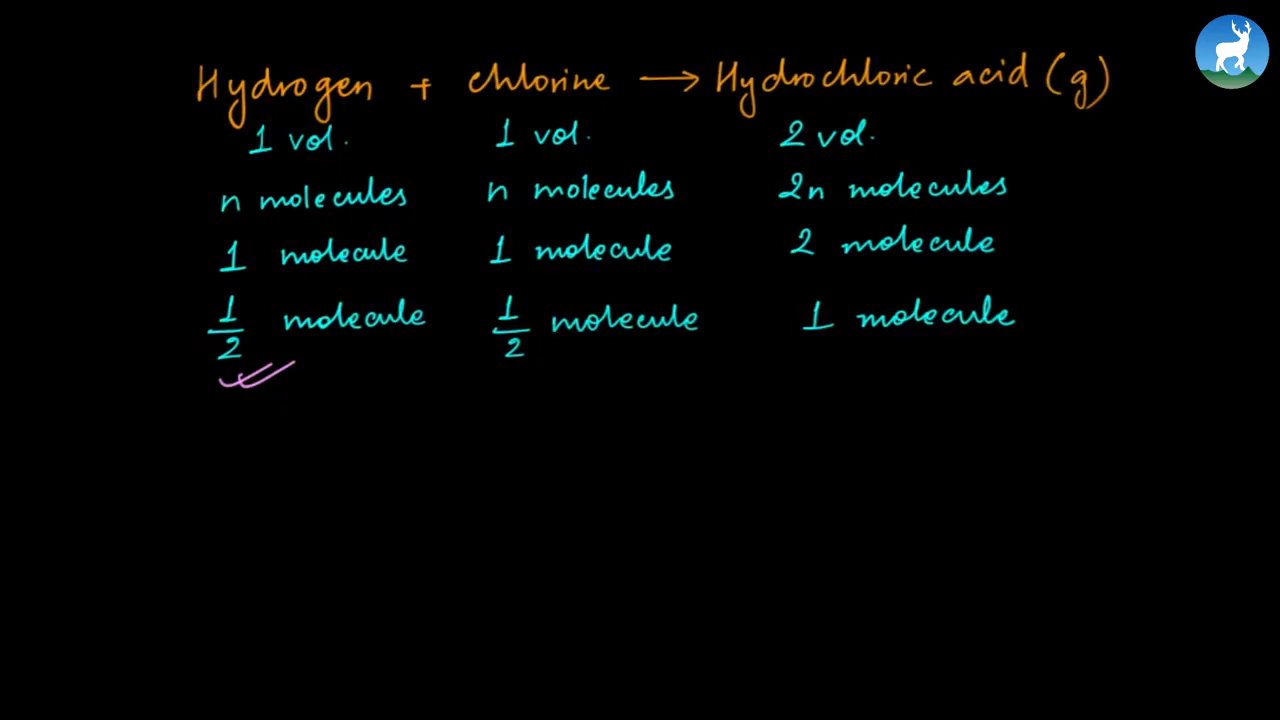 Hydrogen + chlorine → Hydrochloric acid (g)
1 vol. 1 vol. 2 vol.
n molecules n molecules 2n molecules
1 molecule 1 molecule 2 molecule
1/2 molecule 1/2 molecule 1 molecule